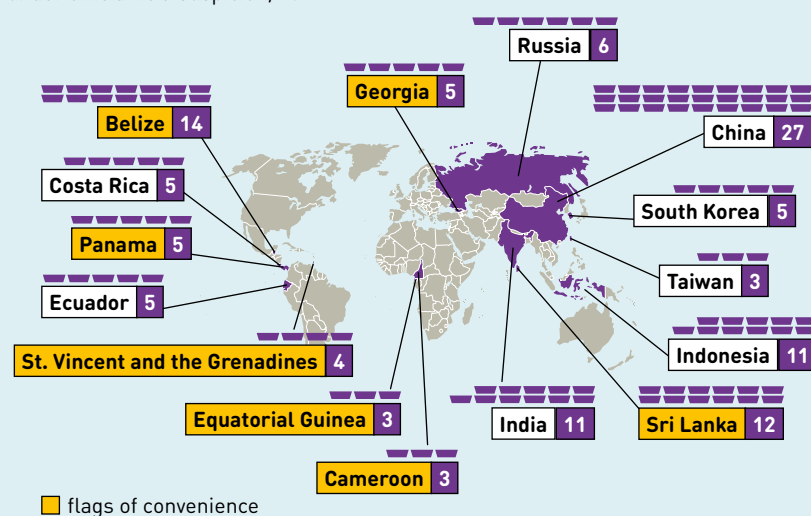 Russia 6
Georgia 5
Belize 14
China 27
Costa Rica 5
South Korea 5
Panama 5
Taiwan 3
Ecuador 5
Indonesia 11
St. Vincent and the Grenadines 4
Equatorial Guinea 3
India 11
Sri Lanka 12
Cameroon 3
flags of convenience